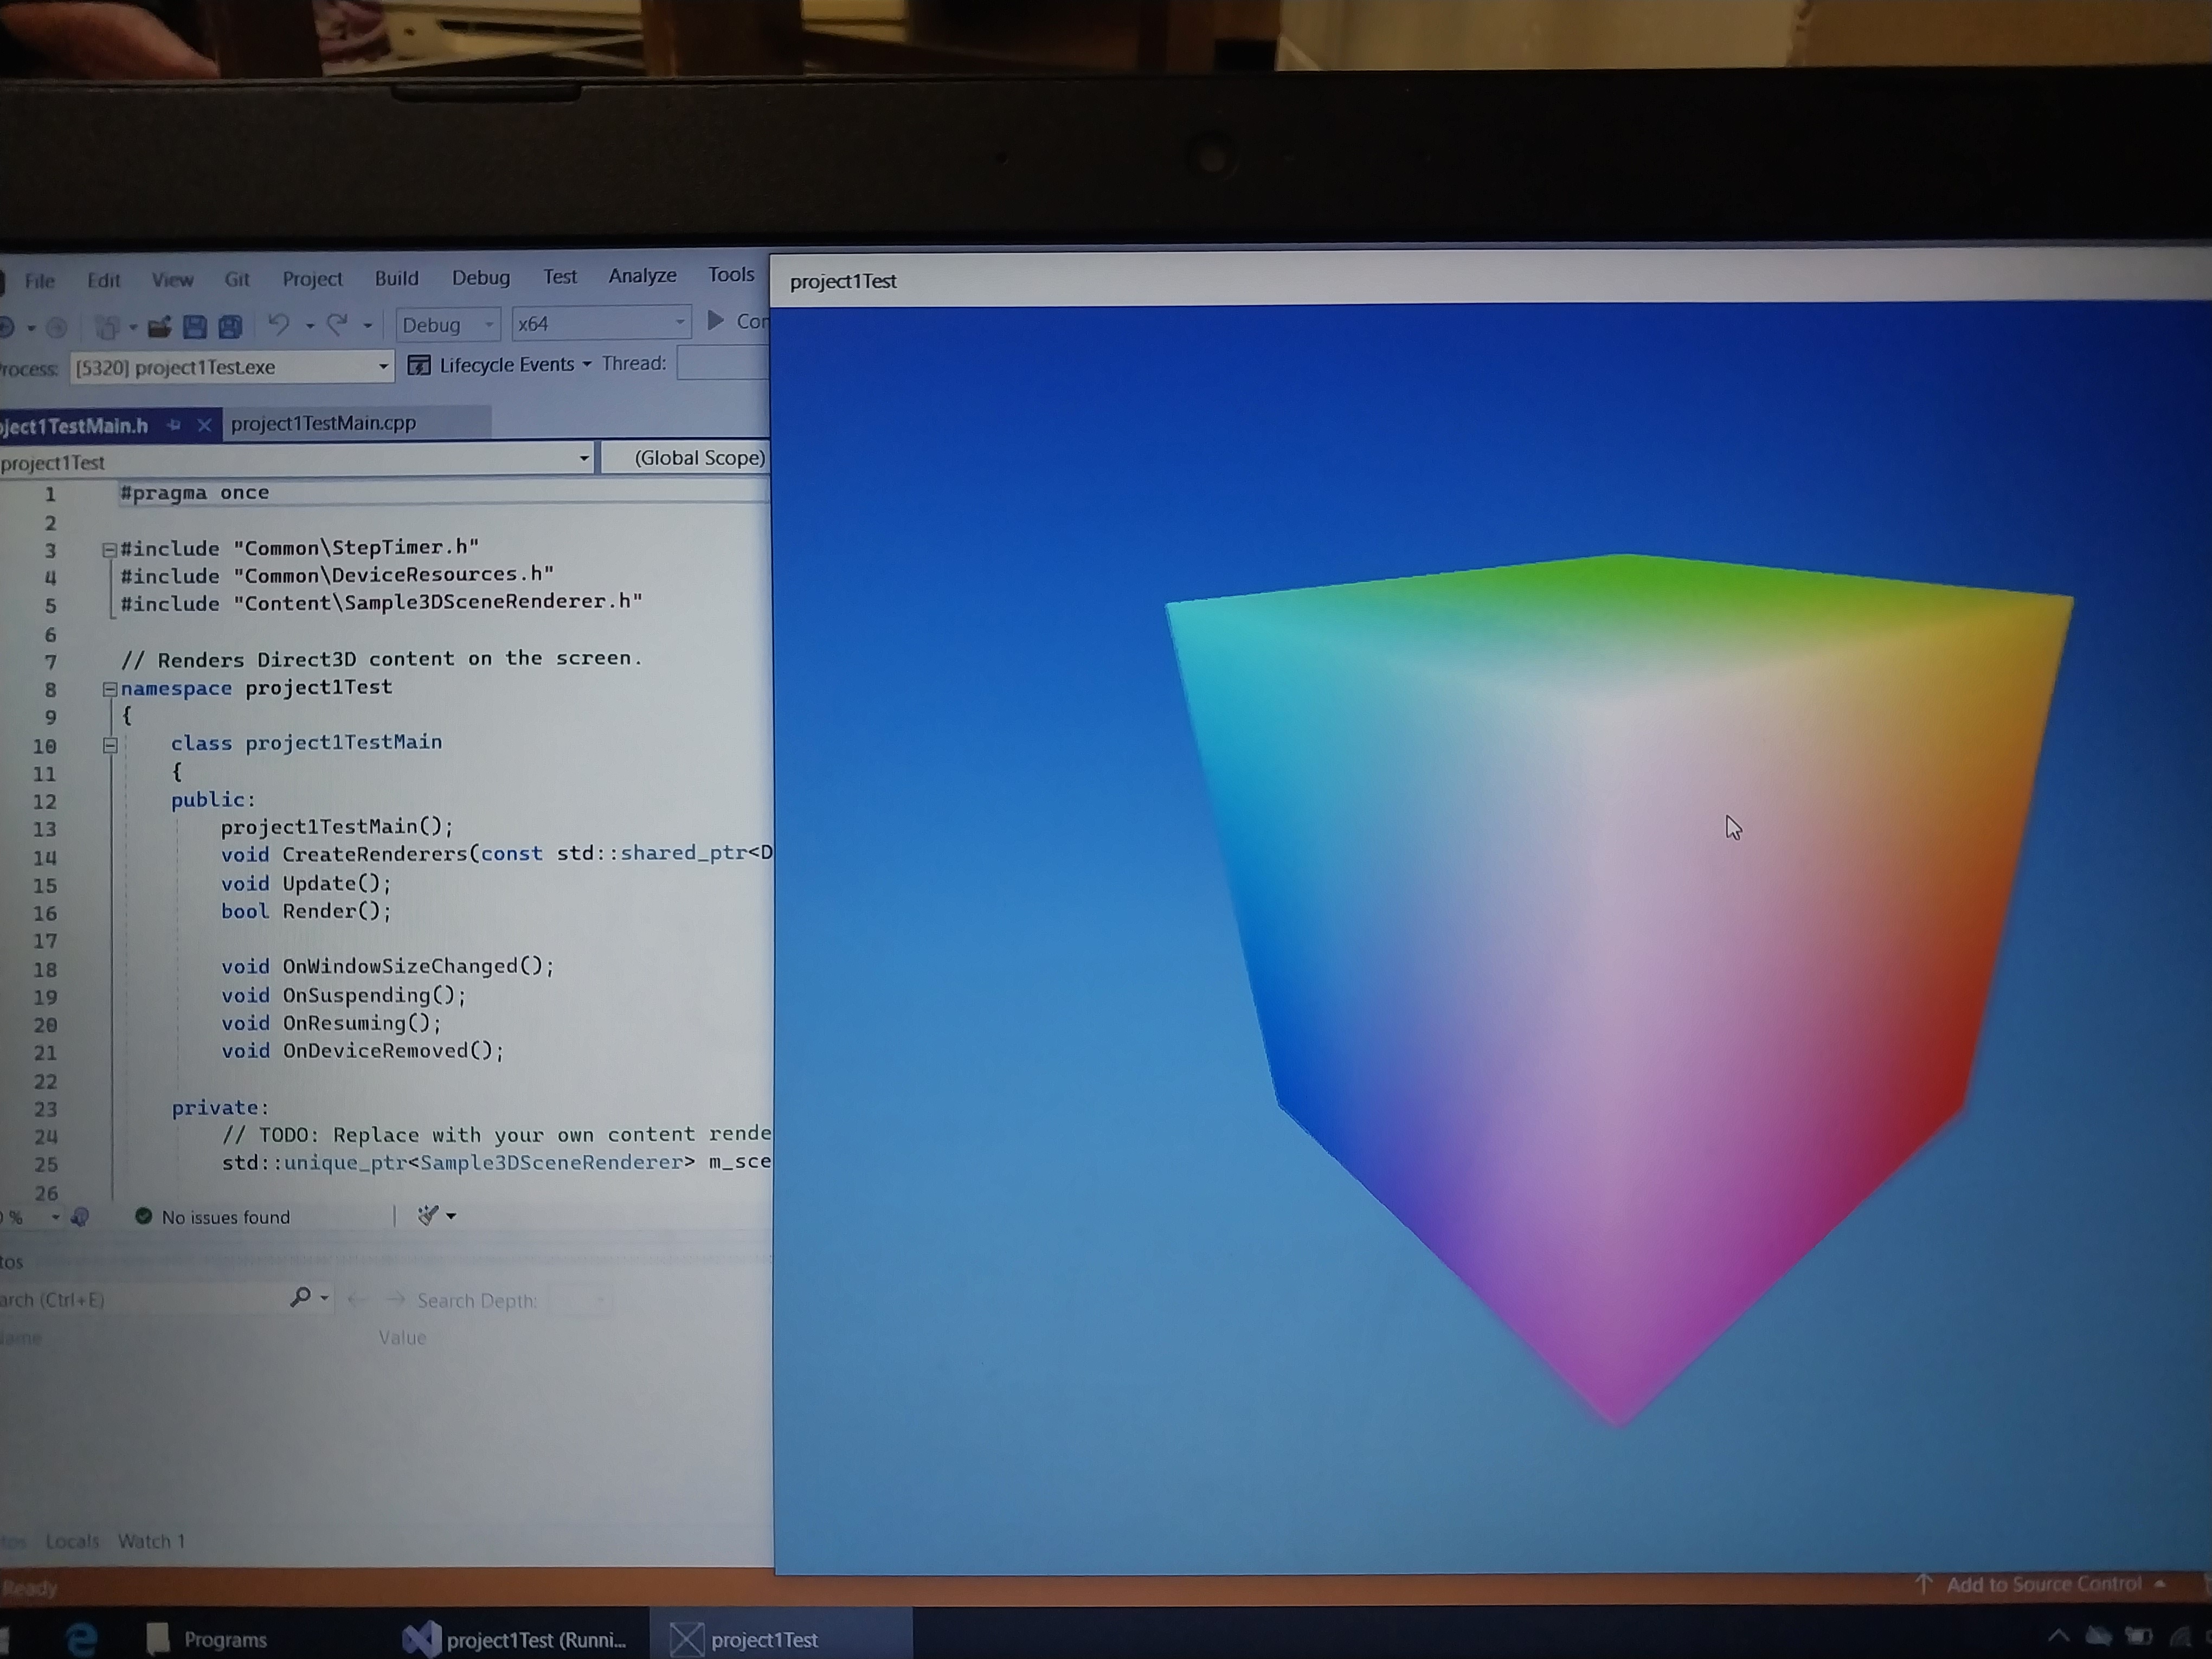 File Edit View Git Project Build Debug Test Analyze Tools
Debug x64
rocess: [5320] project1Test.exe Lifecycle Events Thread:
ject1TestMain.h project1TestMain.cpp
project1Test (Global Scope)
1 #pragma once
2
3 #include "Common\StepTimer.h"
4 #include "Common\DeviceResources.h"
5 #include "Content\Sample3DSceneRenderer.h"
6
7 // Renders Direct3D content on the screen.
8 namespace project1Test
9 {
10 class project1TestMain
11 {
12 public:
13 project1TestMain();
14 void CreateRenderers(const std::shared_ptr<D
15 void Update();
16 bool Render();
17
18 void OnWindowSizeChanged();
19 void OnSuspending();
20 void OnResuming();
21 void OnDeviceRemoved();
22
23 private:
24 // TODO: Replace with your own content rende
25 std::unique_ptr<Sample3DSceneRenderer> m_sce
26
% No issues found
tos
arch (Ctrl+E) Search Depth:
ame Value
tos Locals Watch 1
Ready
project1Test
Add to Source Control
Programs project1Test (Runni... project1Test